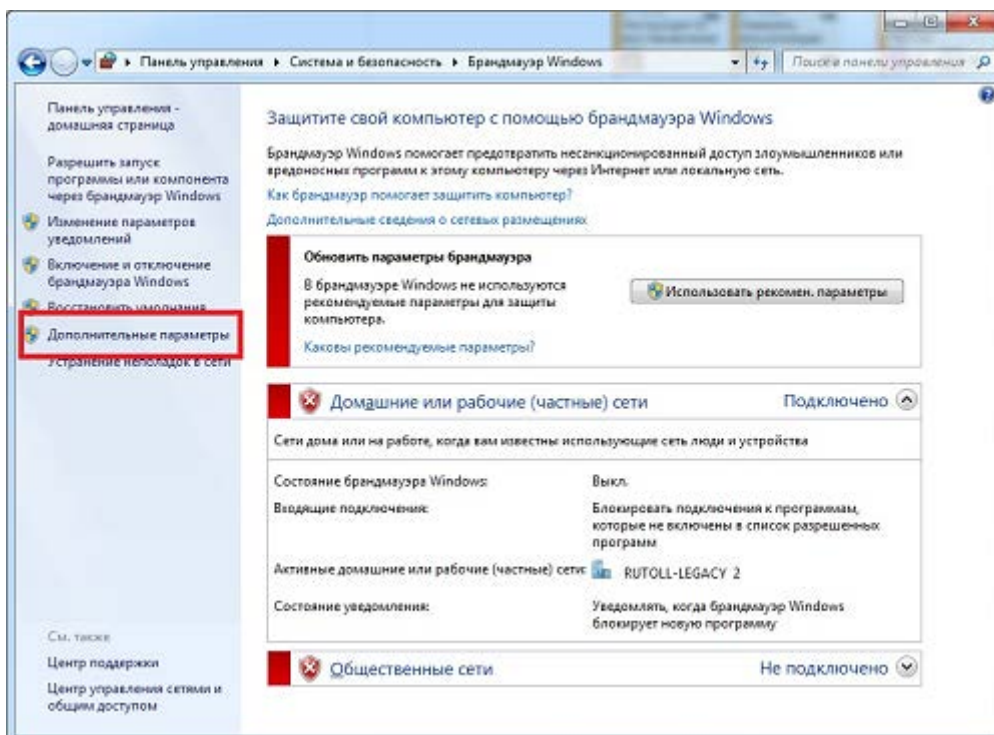 Панель управления ▸ Система и безопасность ▸ Брандмауэр Windows
Поиск в панели управления
Панель управления -
домашняя страница
Разрешить запуск
программы или компонента
через брандмауэр Windows
Изменение параметров
уведомлений
Включение и отключение
брандмауэра Windows
Восстановить умолчания
Дополнительные параметры
Устранение неполадок в сети
См. также
Центр поддержки
Центр управления сетями и
общим доступом
Защитите свой компьютер с помощью брандмауэра Windows
Брандмауэр Windows помогает предотвратить несанкционированный доступ злоумышленников или
вредоносных программ к этому компьютеру через Интернет или локальную сеть.
Как брандмауэр помогает защитить компьютер?
Дополнительные сведения о сетевых размещениях
Обновить параметры брандмауэра
В брандмауэре Windows не используются
рекомендуемые параметры для защиты
компьютера.
Использовать рекомен. параметры
Каковы рекомендуемые параметры?
Домашние или рабочие (частные) сети Подключено
Сети дома или на работе, когда вам известны использующие сеть люди и устройства
Состояние брандмауэра Windows: Выкл.
Входящие подключения: Блокировать подключения к программам,
которые не включены в список разрешенных
программ
Активные домашние или рабочие (частные) сети: RUTOLL-LEGACY 2
Состояние уведомления: Уведомлять, когда брандмауэр Windows
блокирует новую программу
Общественные сети Не подключено